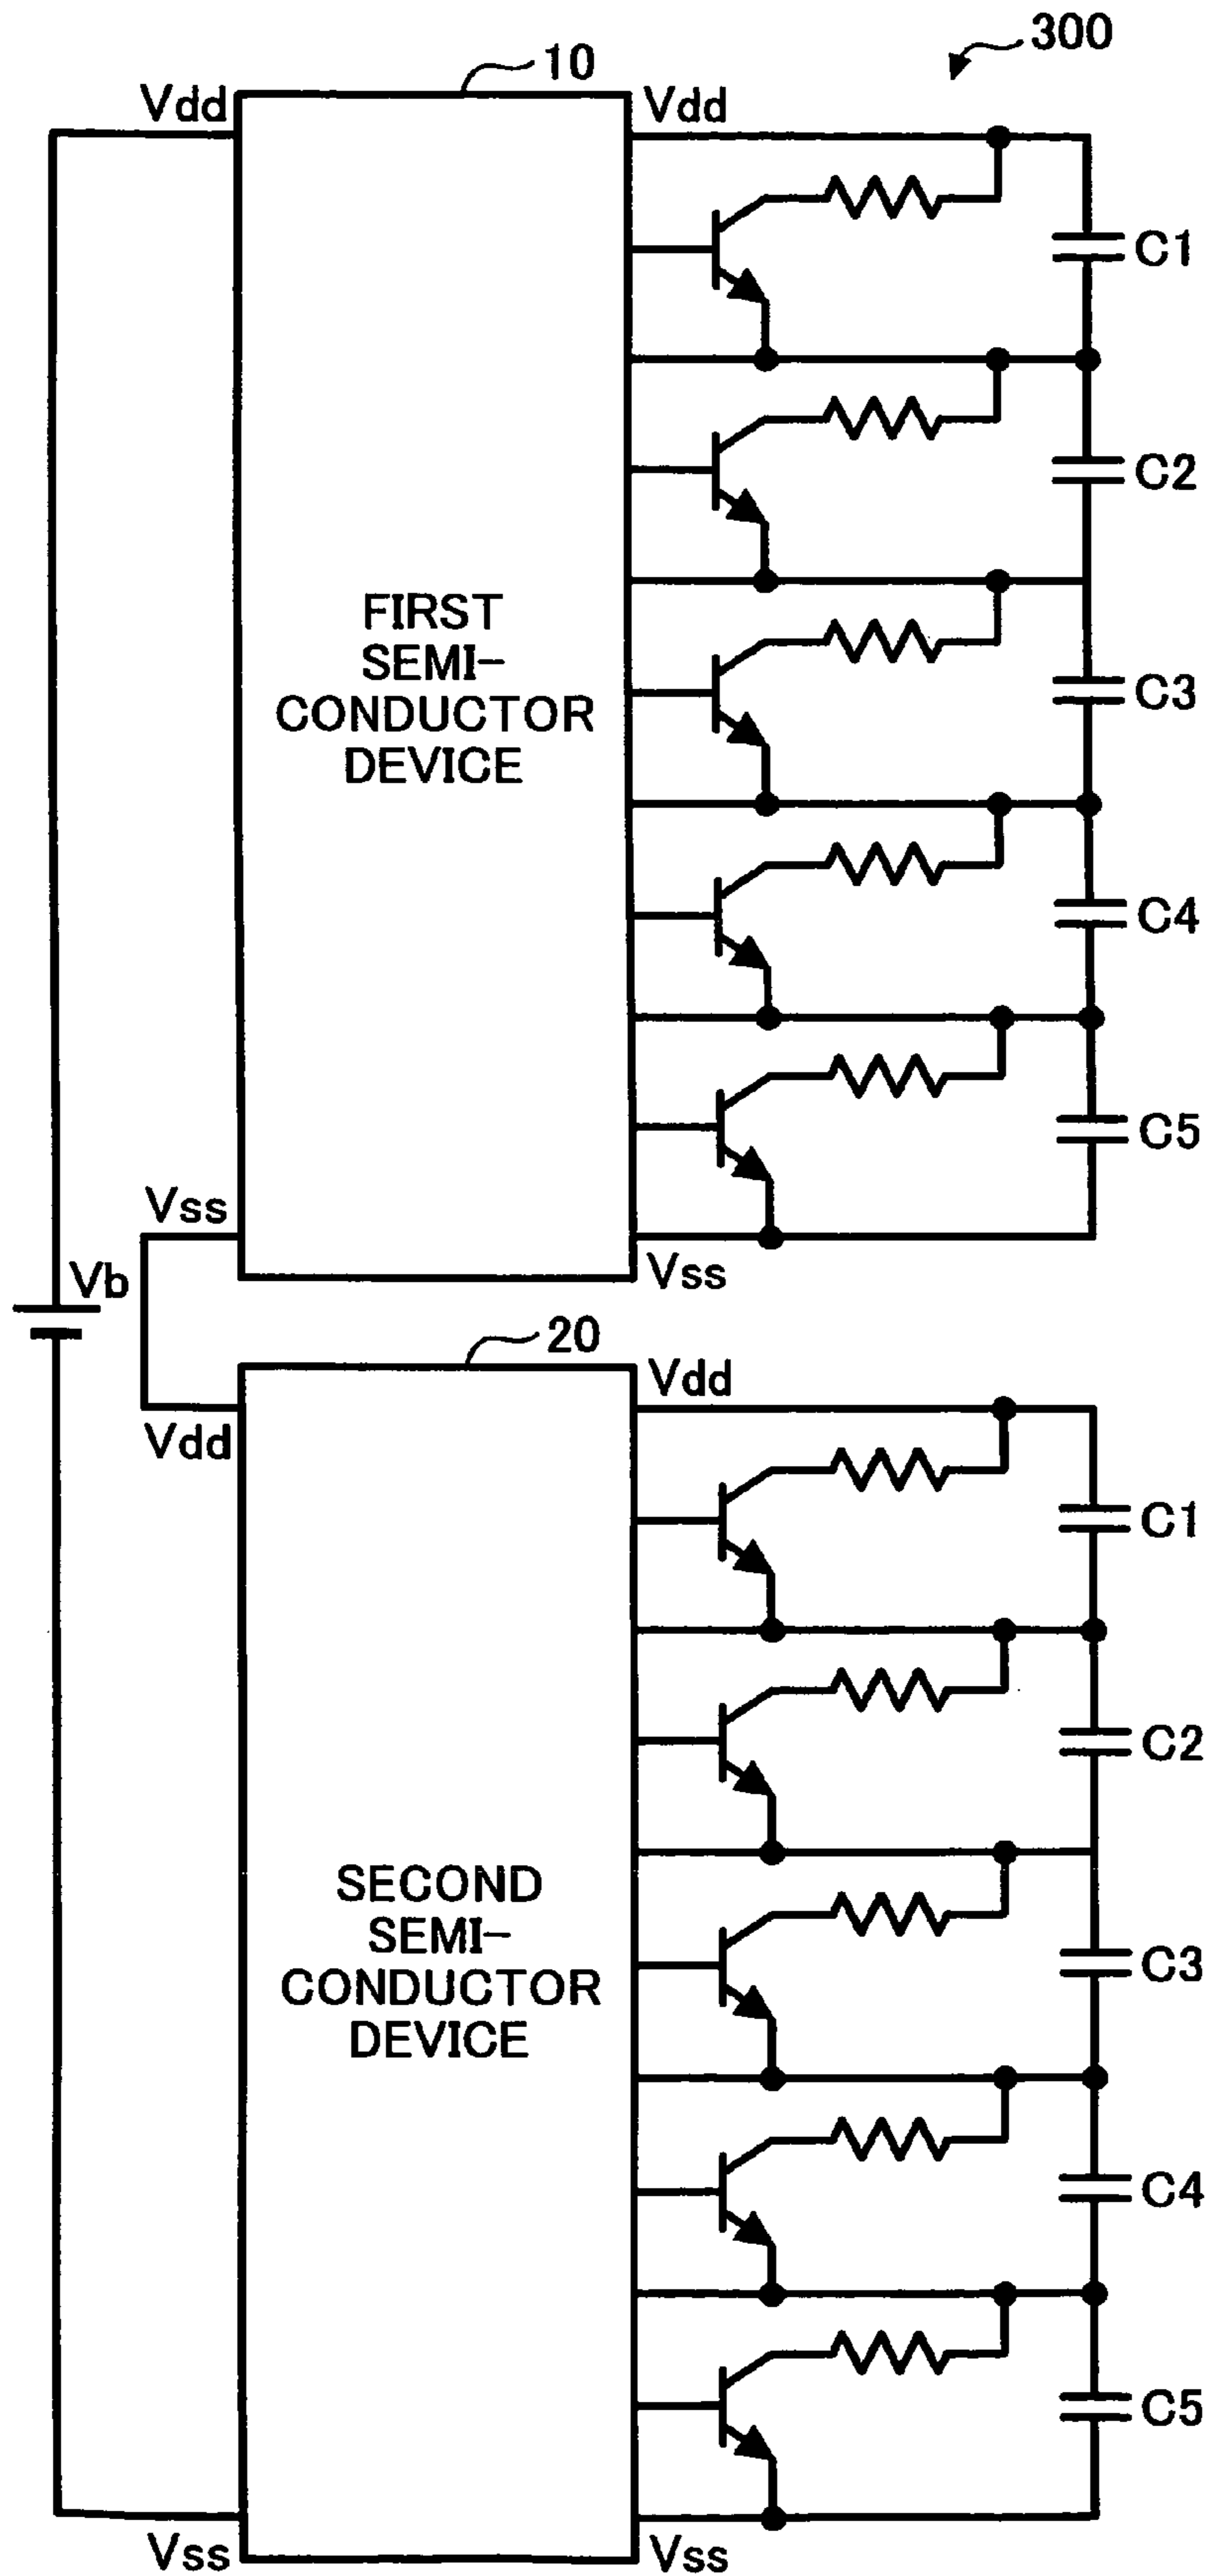 300
10
Vdd
Vdd
C1
C2
FIRST
SEMI-
CONDUCTOR
DEVICE
C3
C4
C5
Vss
Vss
Vb
20
Vdd
Vdd
C1
C2
SECOND
SEMI-
CONDUCTOR
DEVICE
C3
C4
C5
Vss
Vss